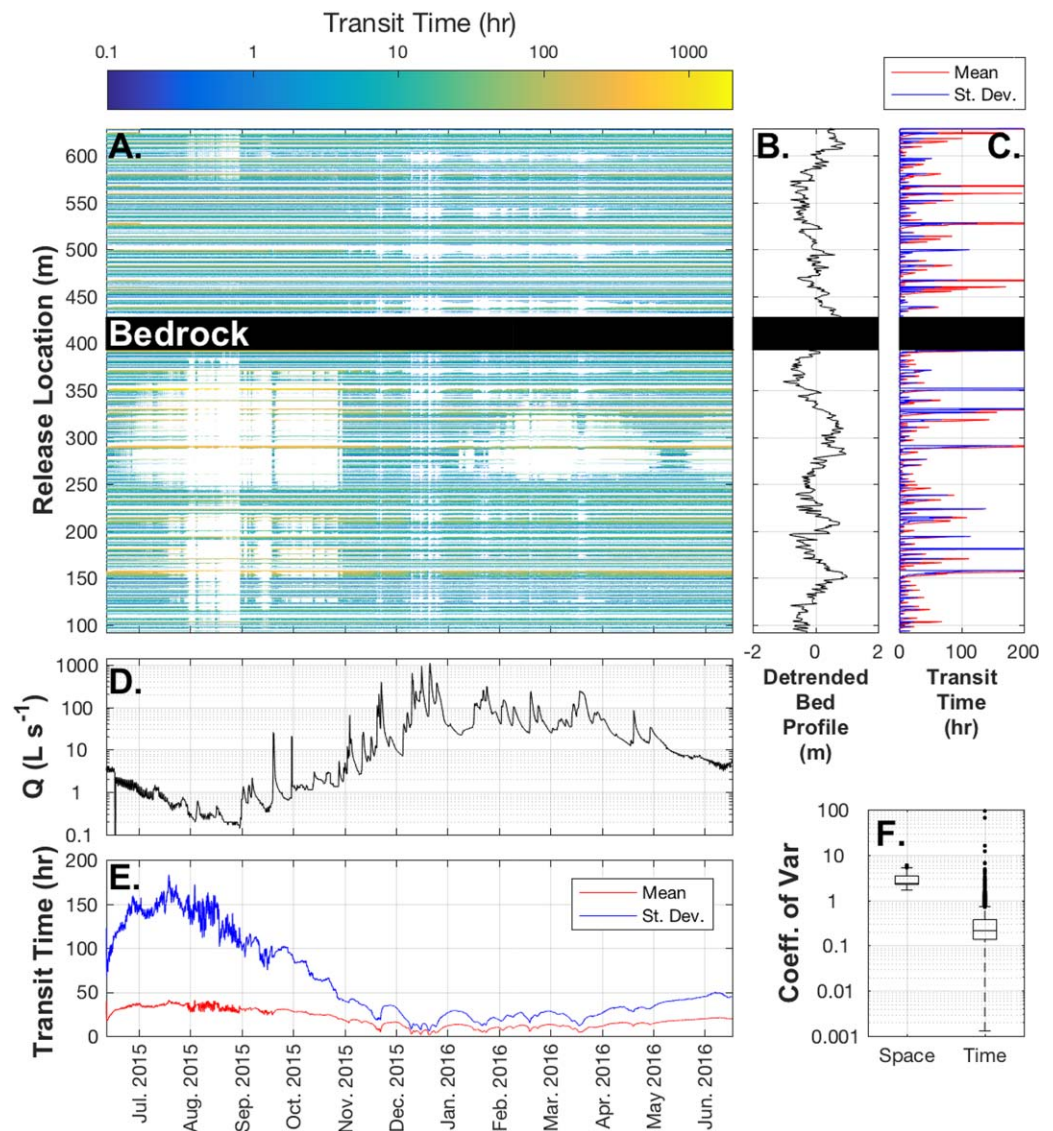 Transit Time (hr)
0.1 1 10 100 1000
Mean
St. Dev.
A.
B.
C.
Release Location (m)
600
550
500
450
400
350
300
250
200
150
100
Bedrock
-2 0 2
Detrended
Bed
Profile
(m)
0 100 200
Transit
Time
(hr)
D.
Q (L s-1)
1000
100
10
1
0.1
E.
Transit Time (hr)
200
150
100
50
0
Mean
St. Dev.
Jul. 2015
Aug. 2015
Sep. 2015
Oct. 2015
Nov. 2015
Dec. 2015
Jan. 2016
Feb. 2016
Mar. 2016
Apr. 2016
May 2016
Jun. 2016
F.
Coeff. of Var
100
10
1
0.1
0.01
0.001
Space Time